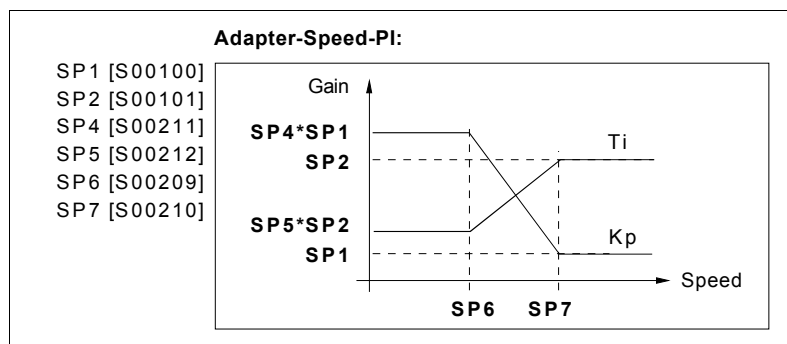 Adapter-Speed-PI:
SP1 [S00100]
SP2 [S00101]
SP4 [S00211]
SP5 [S00212]
SP6 [S00209]
SP7 [S00210]
Gain
SP4*SP1
SP2
Ti
SP5*SP2
SP1
Kp
Speed
SP6 SP7